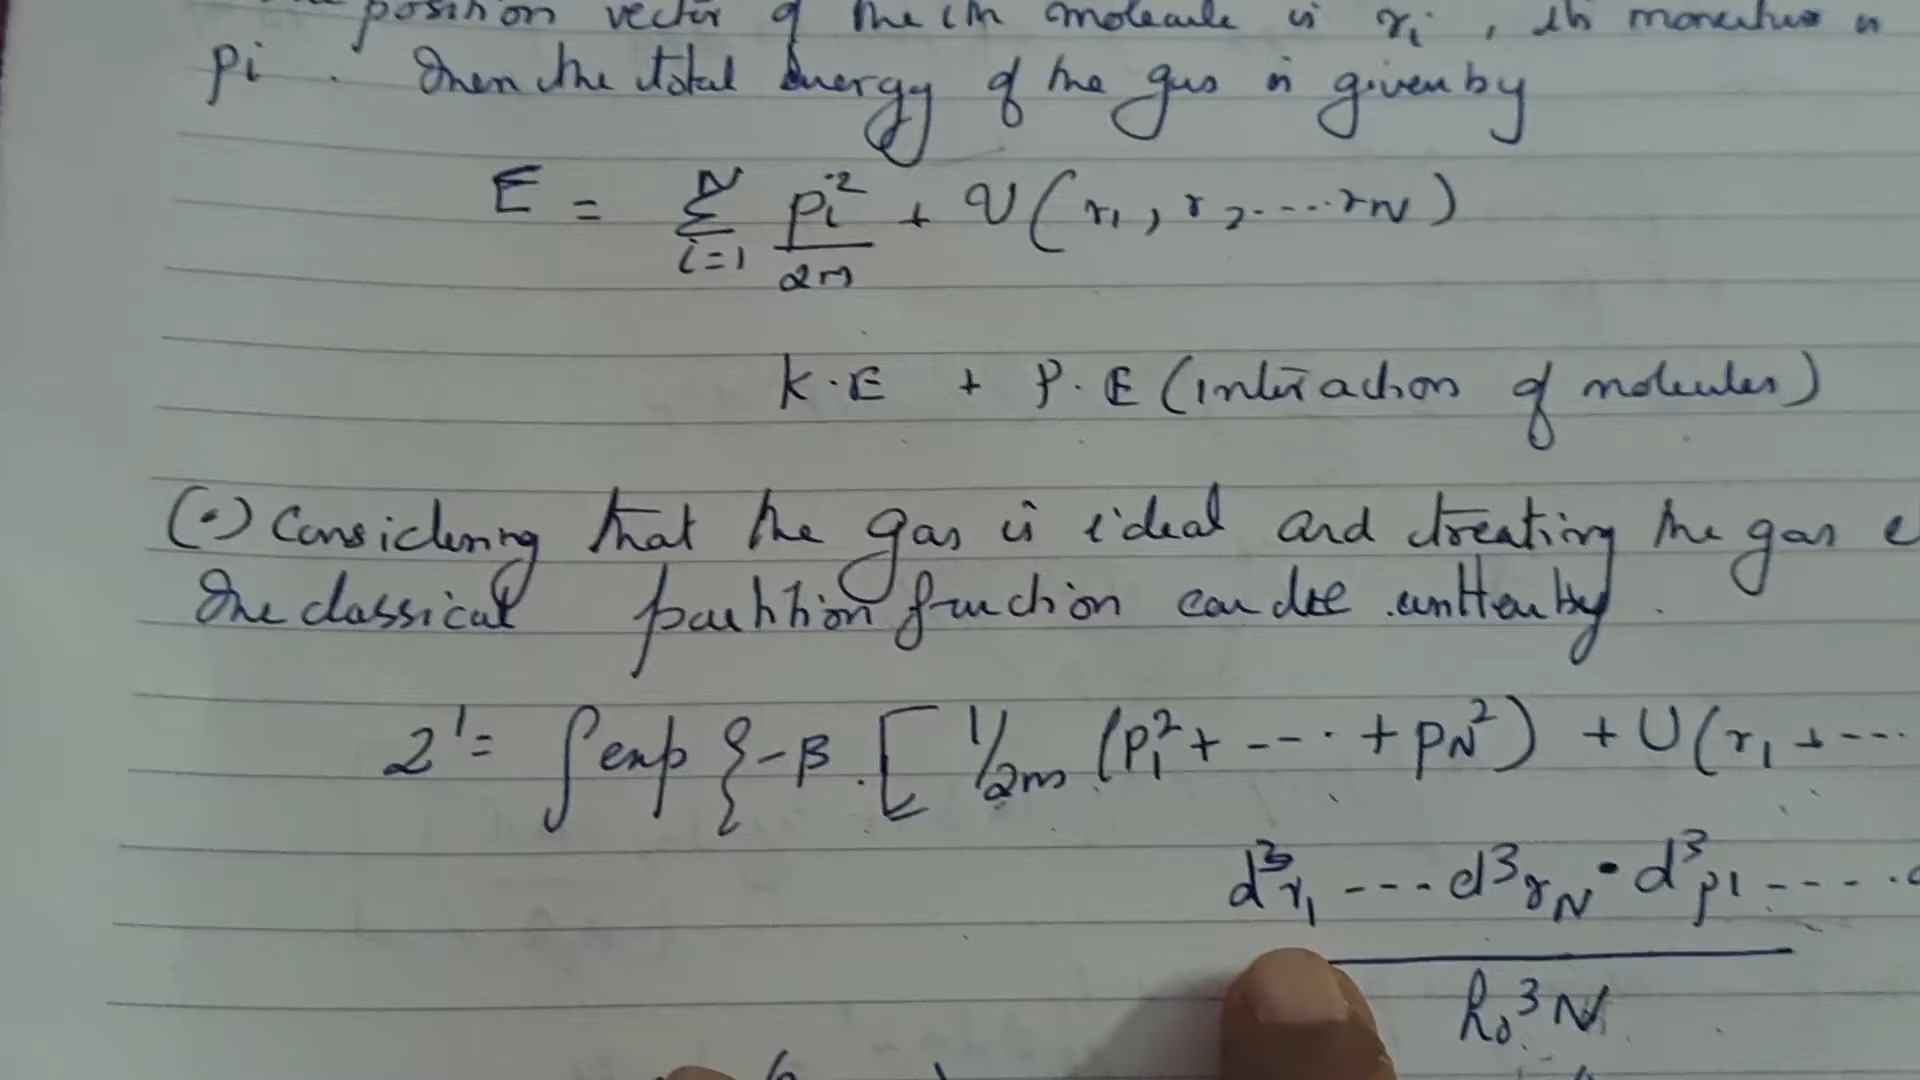 position vector of the ith molecule is ri , its momentum is
pi . Then the total Energy of the gas is given by
E = Σ_{i=1}^{N} pi²/2m + U(r1, r2.....rN)
K.E + P.E (interaction of molecules)
(•) Considering that the gas is ideal and treating the gas
The classical partition function can be written by .
Z' = ∫exp {-β.[ 1/2m (p1²+ ---· + pN²) + U(r1 + ---
d³r1 ---- d³rN • d³p1 - - - -
h₀³N